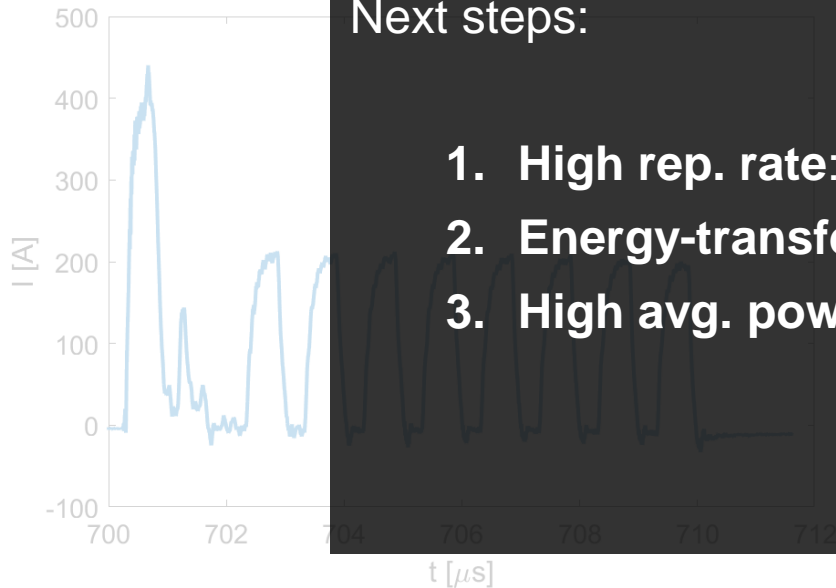 Next steps:
1. High rep. rate:
2. Energy-transfe
3. High avg. pow
500
400
300
200
100
0
-100
I [A]
700 702 704 706 708 710 712
t [μs]